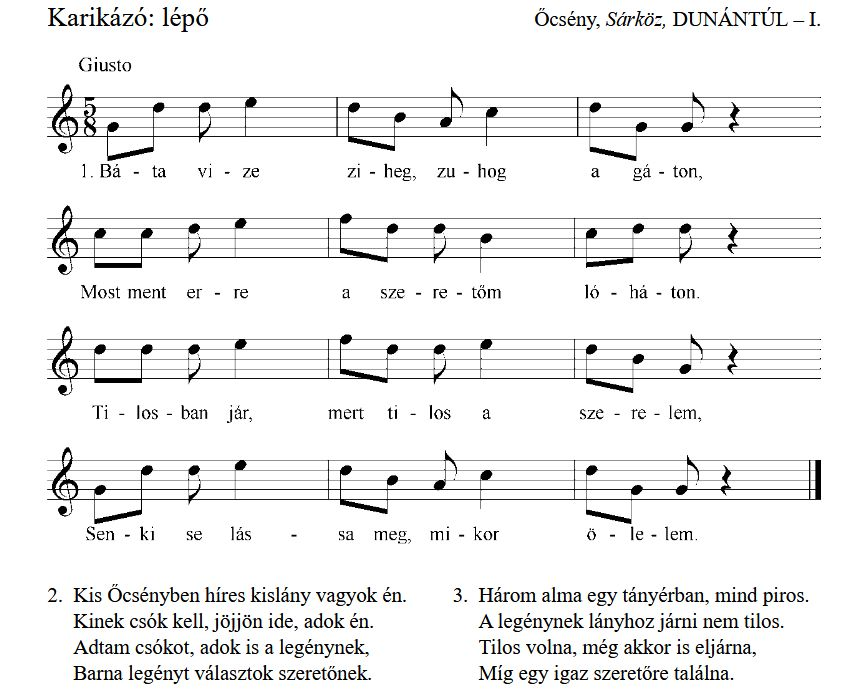 Karikázó: lépő
Őcsény, Sárköz, DUNÁNTÚL – I.
Giusto
5
8
1. Bá - ta vi - ze zi - heg, zu - hog a gá - ton,
Most ment er - re a sze - re - tőm ló - há - ton.
Ti - los - ban jár, mert ti - los a sze - re - lem,
Sen - ki se lás - sa meg, mi - kor ö - le - lem.
2. Kis Őcsényben híres kislány vagyok én.
Kinek csók kell, jöjjön ide, adok én.
Adtam csókot, adok is a legénynek,
Barna legényt választok szeretőnek.
3. Három alma egy tányérban, mind piros.
A legénynek lányhoz járni nem tilos.
Tilos volna, még akkor is eljárna,
Míg egy igaz szeretőre találna.